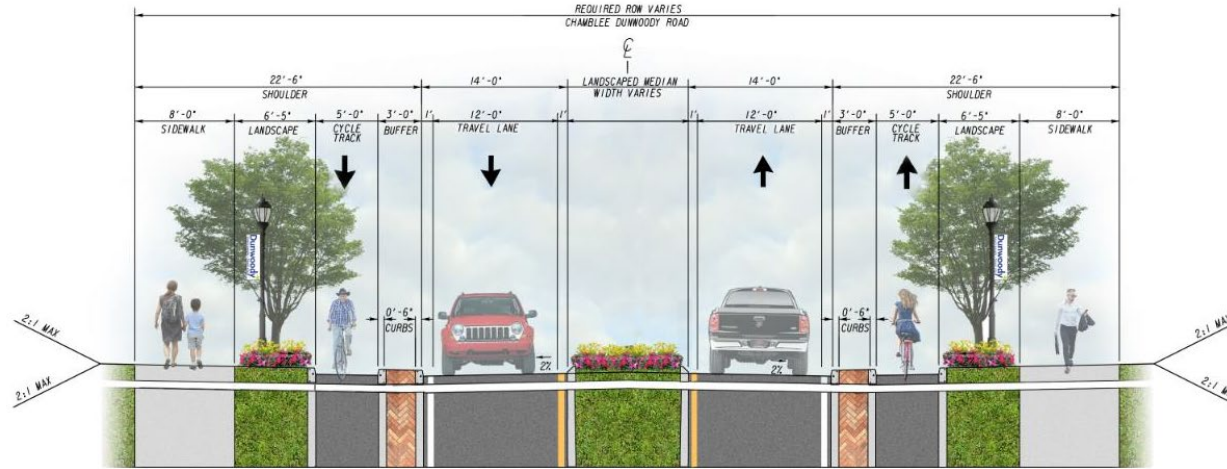 REQUIRED ROW VARIES
CHAMBLEE DUNWOODY ROAD
℄
22'-6"
SHOULDER
14'-0"
LANDSCAPED MEDIAN
WIDTH VARIES
14'-0"
22'-6"
SHOULDER
8'-0"
SIDEWALK
6'-5"
LANDSCAPE
5'-0"
CYCLE
TRACK
3'-0"
BUFFER
1'
12'-0"
TRAVEL LANE
1'
1'
12'-0"
TRAVEL LANE
1'
3'-0"
BUFFER
5'-0"
CYCLE
TRACK
6'-5"
LANDSCAPE
8'-0"
SIDEWALK
Dunwoody
Dunwoody
0'-6"
CURBS
0'-6"
CURBS
2:1 MAX
2:1 MAX
2%
2%
2:1 MAX
2:1 MAX